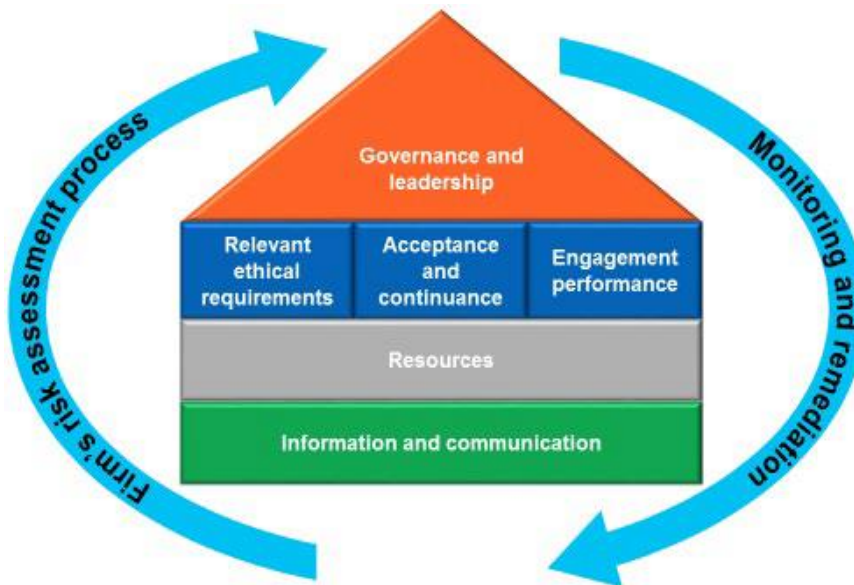 Governance and
leadership
Relevant
ethical
requirements
Acceptance
and
continuance
Engagement
performance
Resources
Information and communication
Firm's risk assessment process
Monitoring and remediation